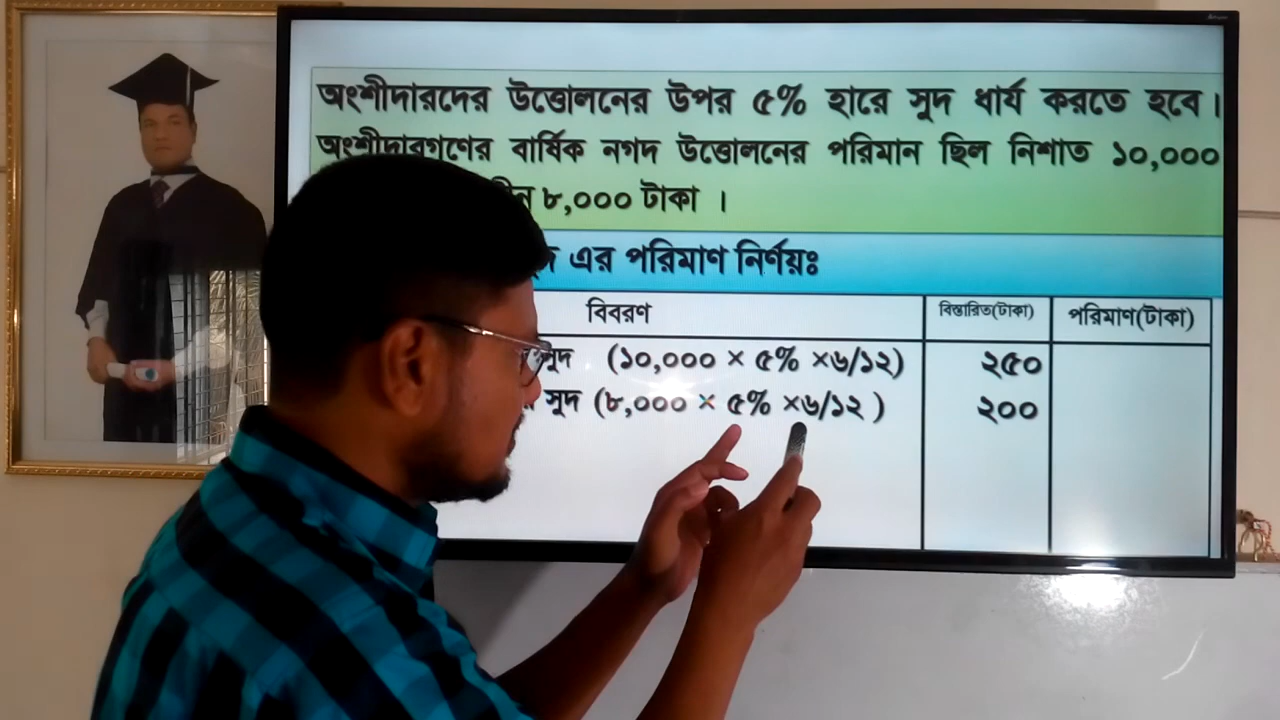 অংশীদারদের উত্তোলনের উপর ৫% হারে সুদ ধার্য করতে হবে।
অংশীদারগণের বার্ষিক নগদ উত্তোলনের পরিমান ছিল নিশাত ১০,০০০
৮,০০০ টাকা ।
এর পরিমাণ নির্ণয়ঃ
বিবরণ বিস্তারিত(টাকা) পরিমাণ(টাকা)
সুদ (১০,০০০ × ৫% ×৬/১২) ২৫০
সুদ (৮,০০০ × ৫% ×৬/১২ ) ২০০